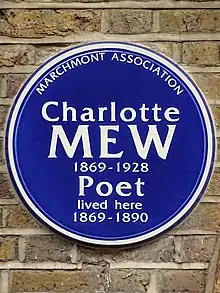 MARCHMONT ASSOCIATION
Charlotte
MEW
1869-1928
Poet
lived here
1869-1890